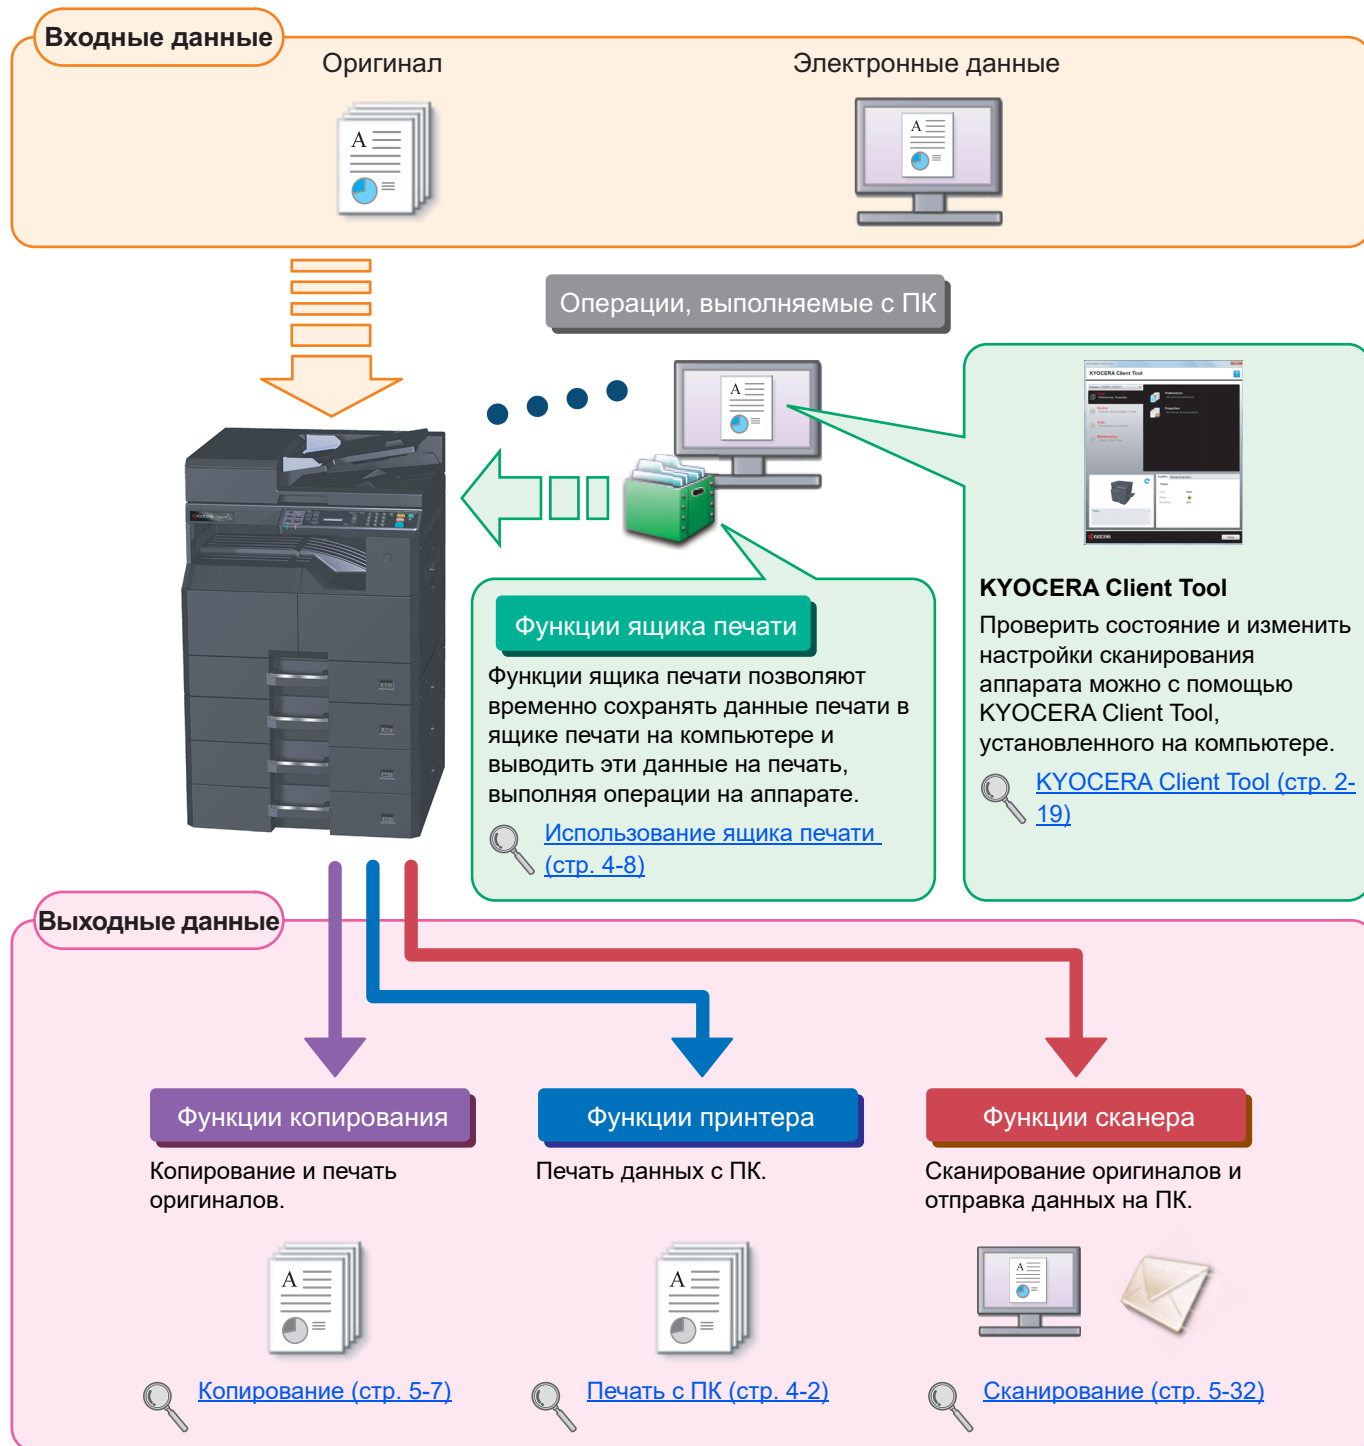 Входные данные
Оригинал
Электронные данные
A
A
Операции, выполняемые с ПК
A
KYOCERA Client Tool
KYOCERA Client Tool
Проверить состояние и изменить
настройки сканирования
аппарата можно с помощью
KYOCERA Client Tool,
установленного на компьютере.
KYOCERA Client Tool (стр. 2-
19)
Функции ящика печати
Функции ящика печати позволяют
временно сохранять данные печати в
ящике печати на компьютере и
выводить эти данные на печать,
выполняя операции на аппарате.
Использование ящика печати
(стр. 4-8)
Выходные данные
Функции копирования
Копирование и печать
оригиналов.
A
Копирование (стр. 5-7)
Функции принтера
Печать данных с ПК.
A
Печать с ПК (стр. 4-2)
Функции сканера
Сканирование оригиналов и
отправка данных на ПК.
A
Сканирование (стр. 5-32)